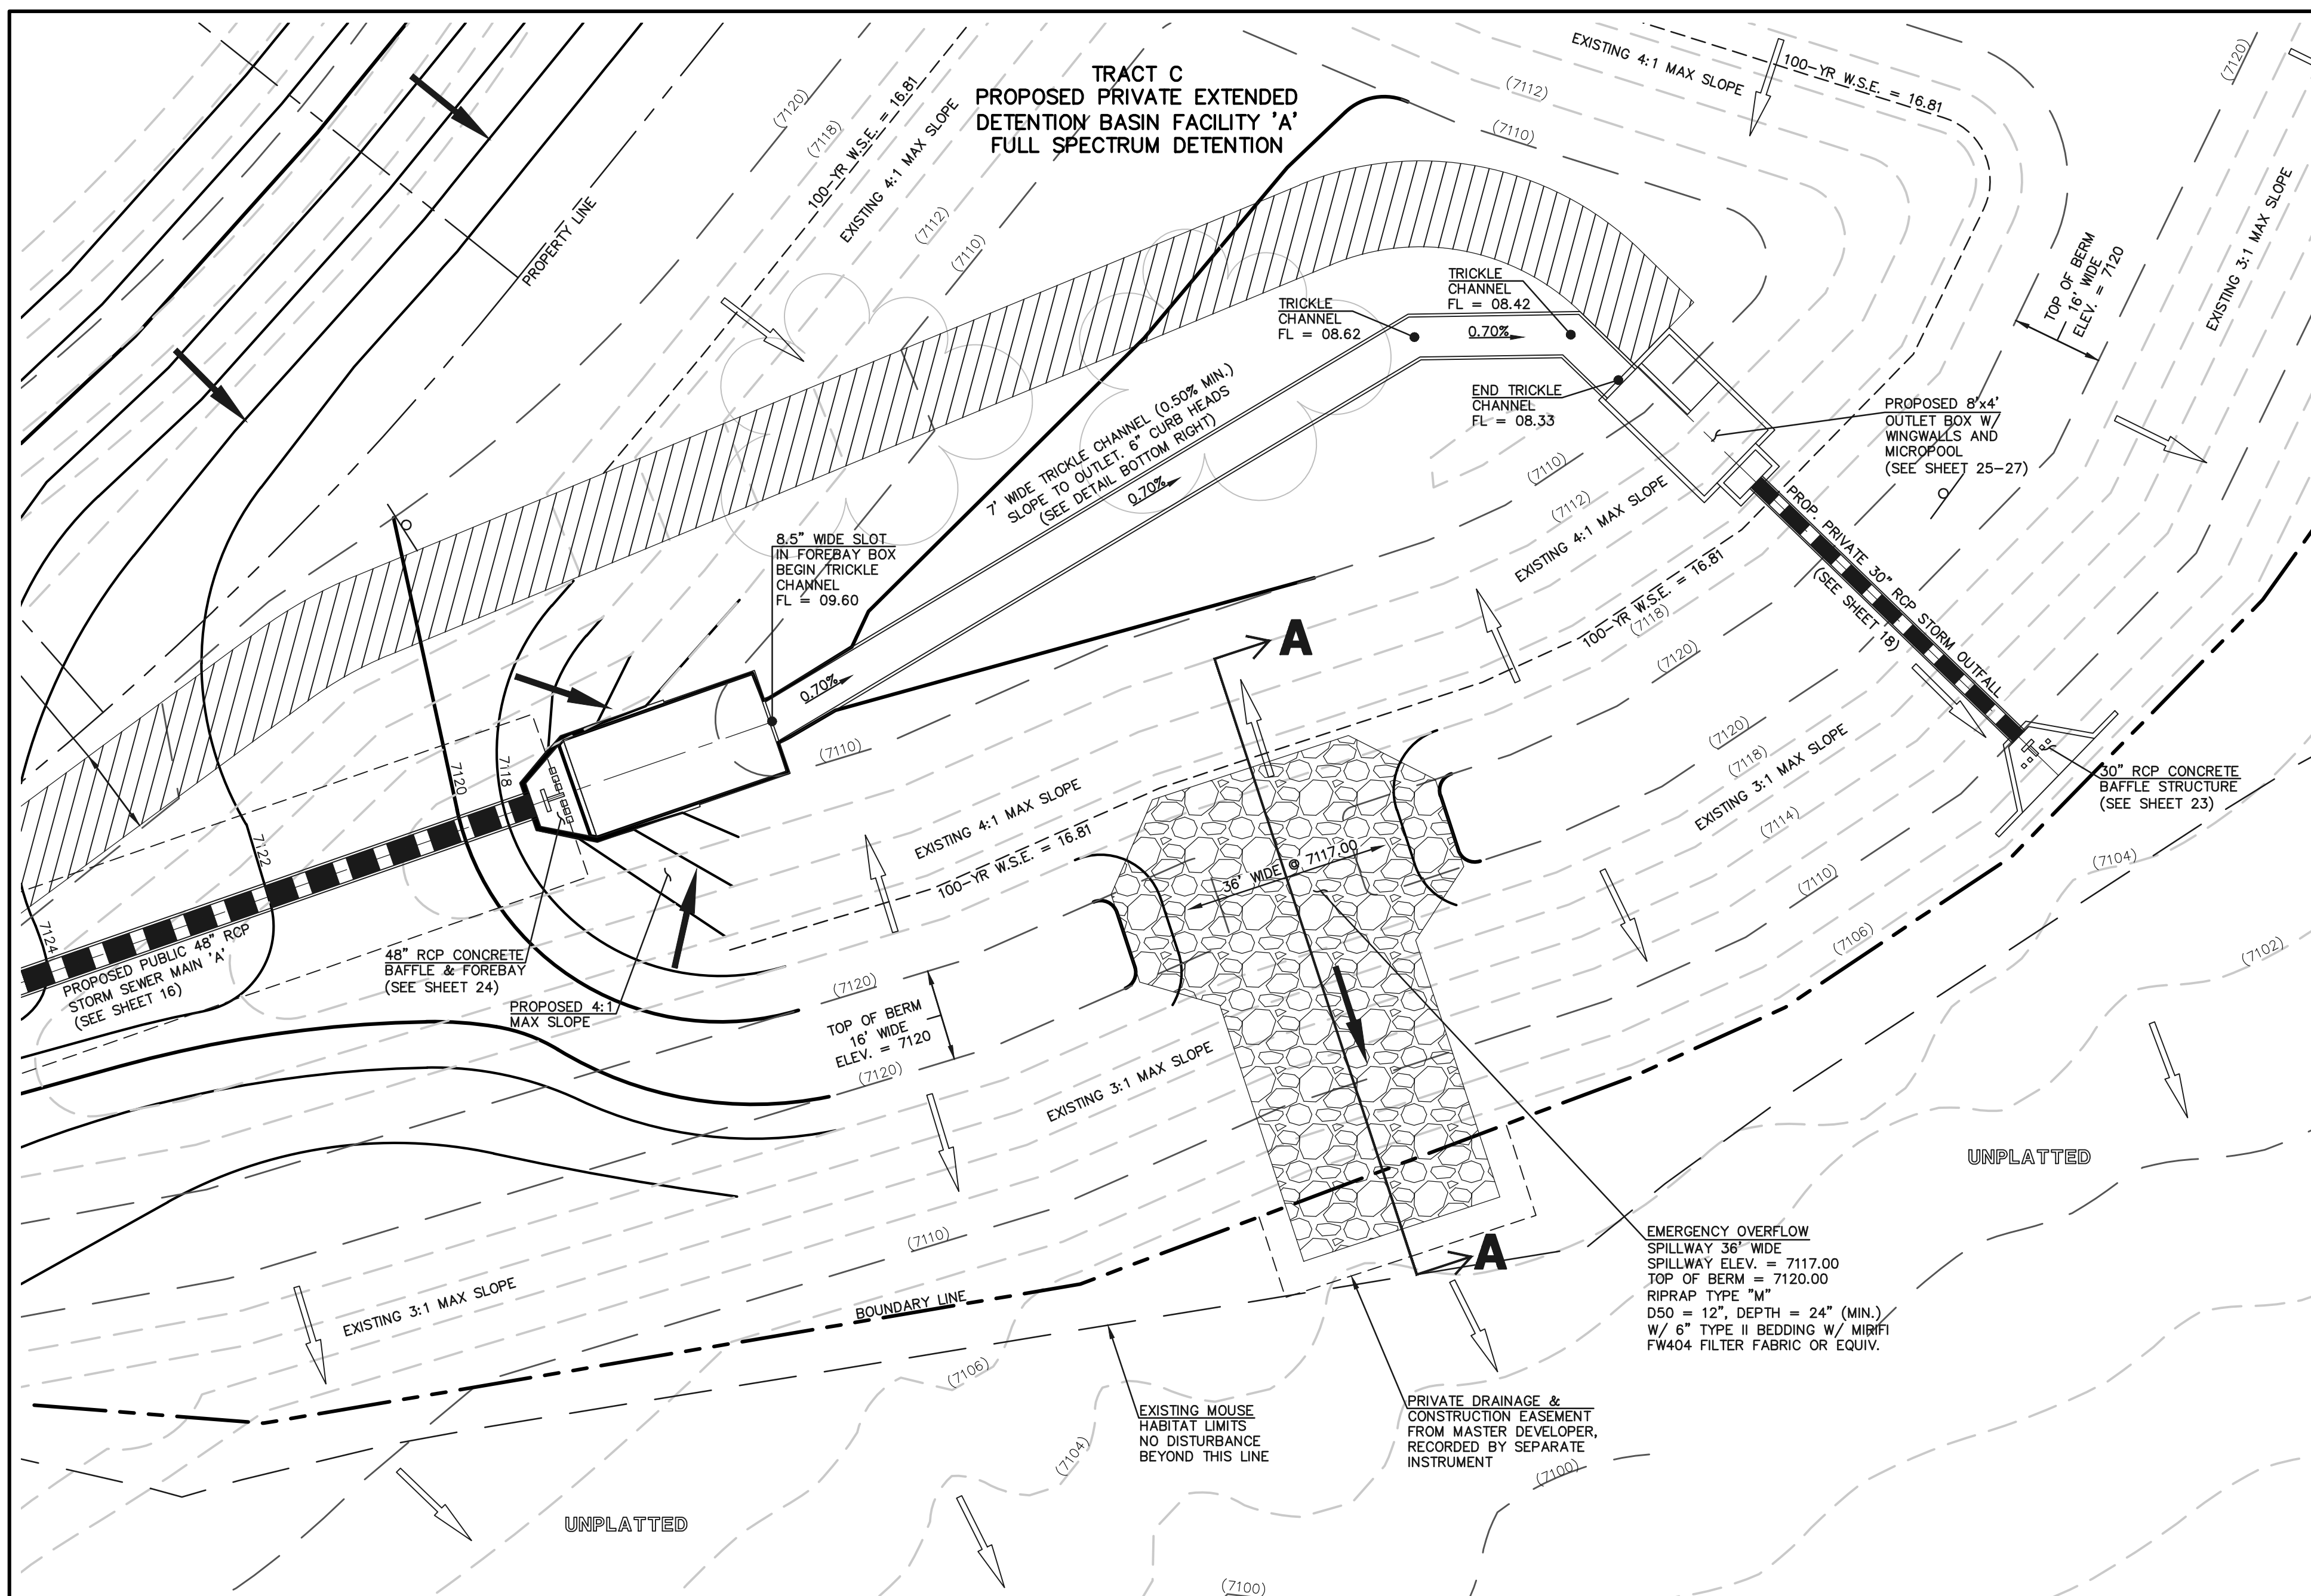 TRACT C
PROPOSED PRIVATE EXTENDED
DETENTION BASIN FACILITY 'A'
FULL SPECTRUM DETENTION
EXISTING 4:1 MAX SLOPE
100-YR W.S.E. = 16.81
(7112)
(7110)
(7120)
(7120)
(7118)
100-YR W.S.E. = 16.81
EXISTING 4:1 MAX SLOPE
(7112)
(7110)
PROPERTY LINE
EXISTING 3:1 MAX SLOPE
TOP OF BERM
16' WIDE
ELEV. = 7120
TRICKLE
CHANNEL
FL = 08.62
TRICKLE
CHANNEL
FL = 08.42
0.70%
END TRICKLE
CHANNEL
FL = 08.33
PROPOSED 8'x4'
OUTLET BOX W/
WINGWALLS AND
MICROPOOL
(SEE SHEET 25-27)
7' WIDE TRICKLE CHANNEL (0.50% MIN.)
SLOPE TO OUTLET. 6" CURB HEADS
(SEE DETAIL BOTTOM RIGHT)
0.70%
(7110)
(7112)
EXISTING 4:1 MAX SLOPE
100-YR W.S.E. = 16.81
(7118)
(7120)
PROP. PRIVATE 30" RCP STORM OUTFALL
(SEE SHEET 18)
8.5" WIDE SLOT
IN FOREBAY BOX
BEGIN TRICKLE
CHANNEL
FL = 09.60
0.70%
A
(7110)
7120
7118
7122
7124
(7120)
(7118)
EXISTING 3:1 MAX SLOPE
(7114)
(7110)
(7106)
(7104)
(7102)
30" RCP CONCRETE
BAFFLE STRUCTURE
(SEE SHEET 23)
EXISTING 4:1 MAX SLOPE
100-YR W.S.E. = 16.81
36' WIDE @ 7117.00
PROPOSED PUBLIC 48" RCP
STORM SEWER MAIN 'A'
(SEE SHEET 16)
48" RCP CONCRETE
BAFFLE & FOREBAY
(SEE SHEET 24)
PROPOSED 4:1
MAX SLOPE
(7120)
TOP OF BERM
16' WIDE
ELEV. = 7120
(7120)
EXISTING 3:1 MAX SLOPE
UNPLATTED
(7110)
A
EMERGENCY OVERFLOW
SPILLWAY 36' WIDE
SPILLWAY ELEV. = 7117.00
TOP OF BERM = 7120.00
RIPRAP TYPE "M"
D50 = 12", DEPTH = 24" (MIN.)
W/ 6" TYPE II BEDDING W/ MIRIFI
FW404 FILTER FABRIC OR EQUIV.
EXISTING 3:1 MAX SLOPE
BOUNDARY LINE
(7106)
EXISTING MOUSE
HABITAT LIMITS
NO DISTURBANCE
BEYOND THIS LINE
PRIVATE DRAINAGE &
CONSTRUCTION EASEMENT
FROM MASTER DEVELOPER,
RECORDED BY SEPARATE
INSTRUMENT
(7104)
(7100)
UNPLATTED
(7100)